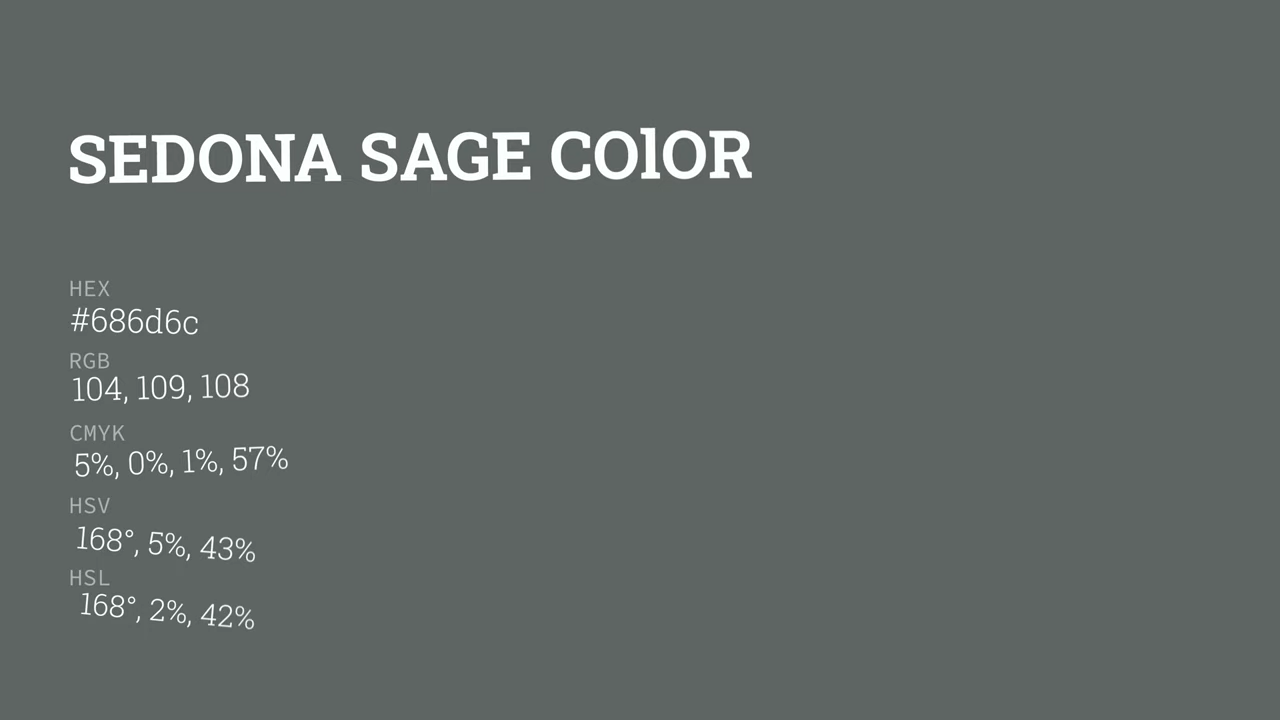 SEDONA SAGE COlOR
HEX
#686d6c
RGB
104, 109, 108
CMYK
5%, 0%, 1%, 57%
HSV
168°, 5%, 43%
HSL
168°, 2%, 42%